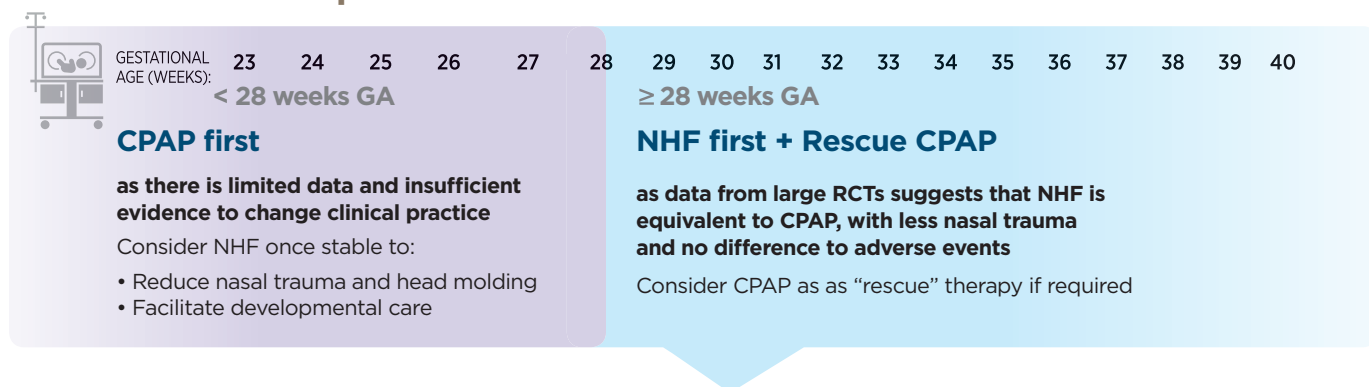 GESTATIONAL AGE (WEEKS): 23 24 25 26 27 28 29 30 31 32 33 34 35 36 37 38 39 40
< 28 weeks GA
CPAP first
as there is limited data and insufficient
evidence to change clinical practice
Consider NHF once stable to:
• Reduce nasal trauma and head molding
• Facilitate developmental care
≥ 28 weeks GA
NHF first + Rescue CPAP
as data from large RCTs suggests that NHF is
equivalent to CPAP, with less nasal trauma
and no difference to adverse events
Consider CPAP as as “rescue” therapy if required